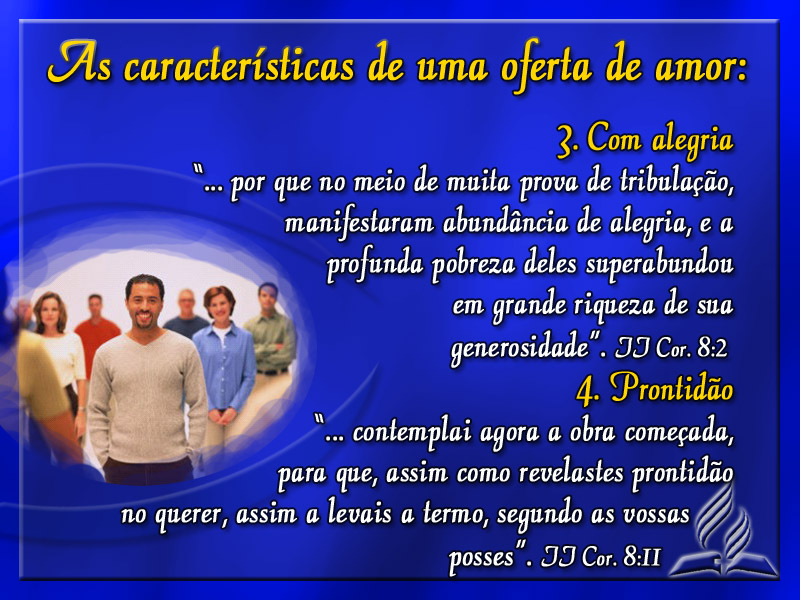 As características de uma oferta de amor:
3. Com alegria
"... por que no meio de muita prova de tribulação,
manifestaram abundância de alegria, e a
profunda pobreza deles superabundou
em grande riqueza de sua
generosidade". II Cor. 8:2
4. Prontidão
"... contemplai agora a obra começada,
para que, assim como revelastes prontidão
no querer, assim a levais a termo, segundo as vossas
posses". II Cor. 8:11